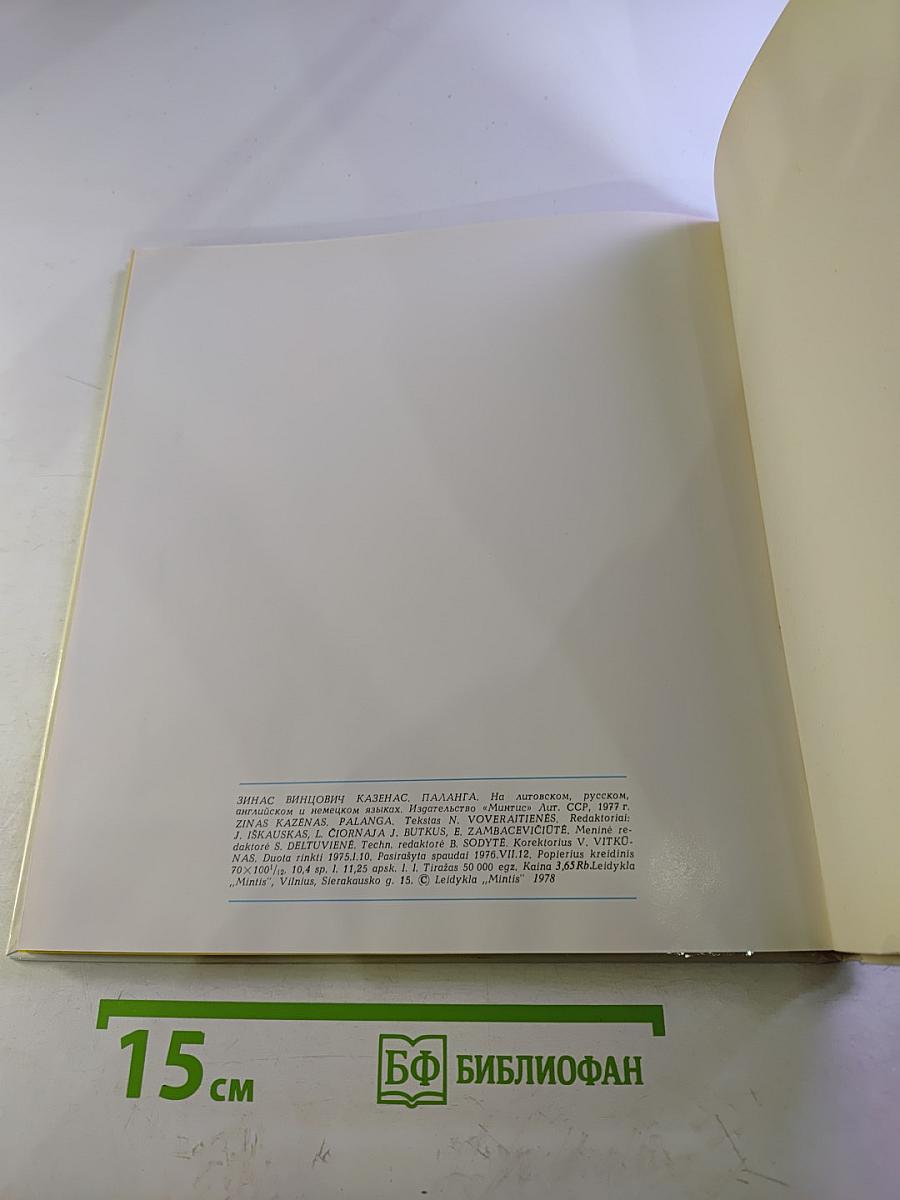 ЗИНАС ВИНЦОВИЧ КАЗЕНАС, ПАЛАНГА. На литовском, русском,
английском и немецком языках. Издательство «Минтис» Лит. ССР, 1977 г.
ZINAS KAZENAS, PALANGA, Tekstas N. VOVERAITIENĖS, Redaktoriai:
J. IŠKAUSKAS, L. ČIORNAJA J. BUTKUS, E. ZAMBACEVIČIŪTĖ, Meninė re-
daktorė S. DELTUVIENĖ, Techn. redaktorė B. SODYTĖ, Korektorius V. VITKŪ-
NAS, Duota rinkti 1975.I.10, Pasirašyta spaudai 1976.VII.12, Popierius kreidinis
70×100¹/₁₂, 10,4 sp. l. 11,25 apsk. l. l. Tiražas 50 000 egz, Kaina 3,65 Rb. Leidykla
„Mintis", Vilnius, Sierakausko g. 15. © Leidykla „Mintis" 1978
15 см
БФ БИБЛИОФАН